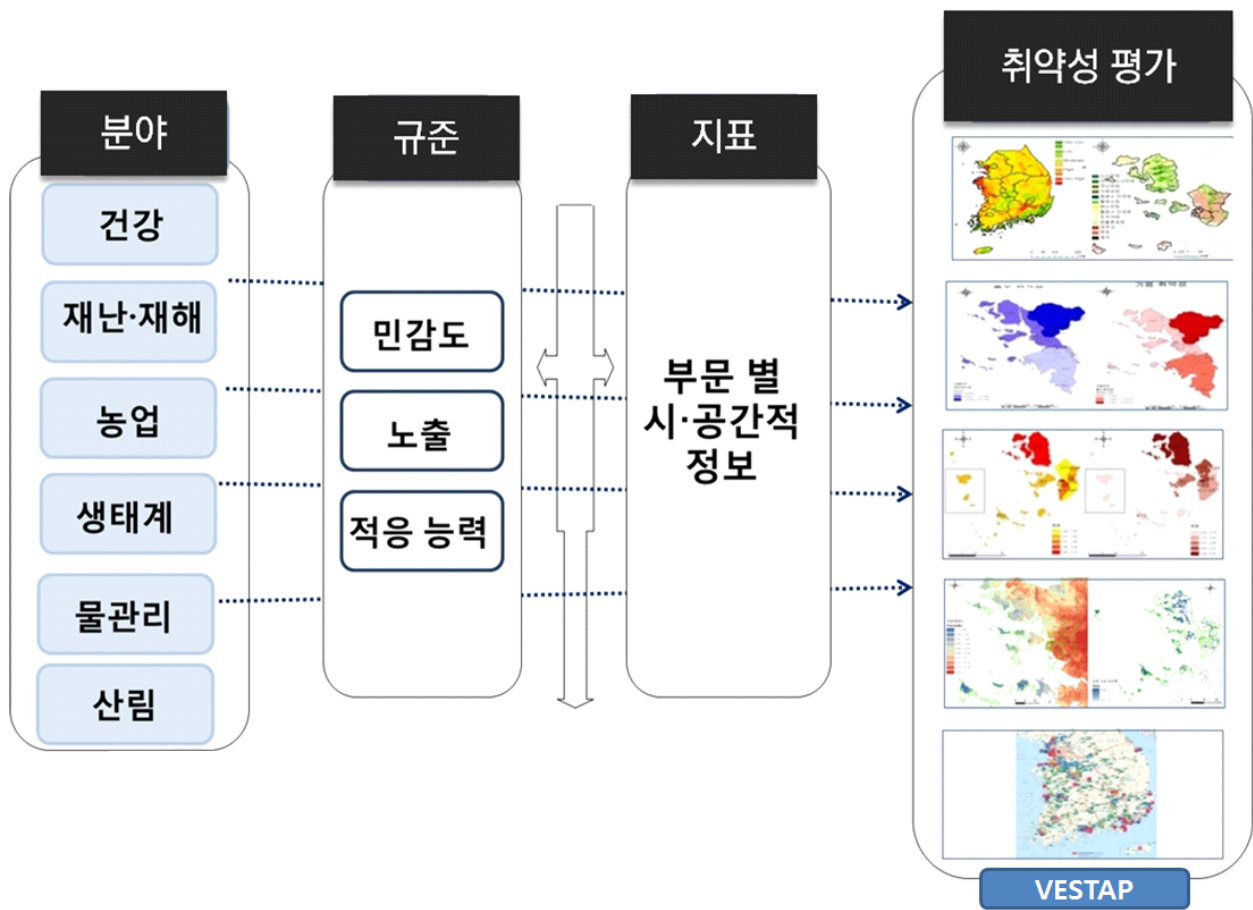 분야
건강
재난·재해
농업
생태계
물관리
산림
규준
민감도
노출
적응 능력
지표
부문 별
시·공간적
정보
취약성 평가
VESTAP